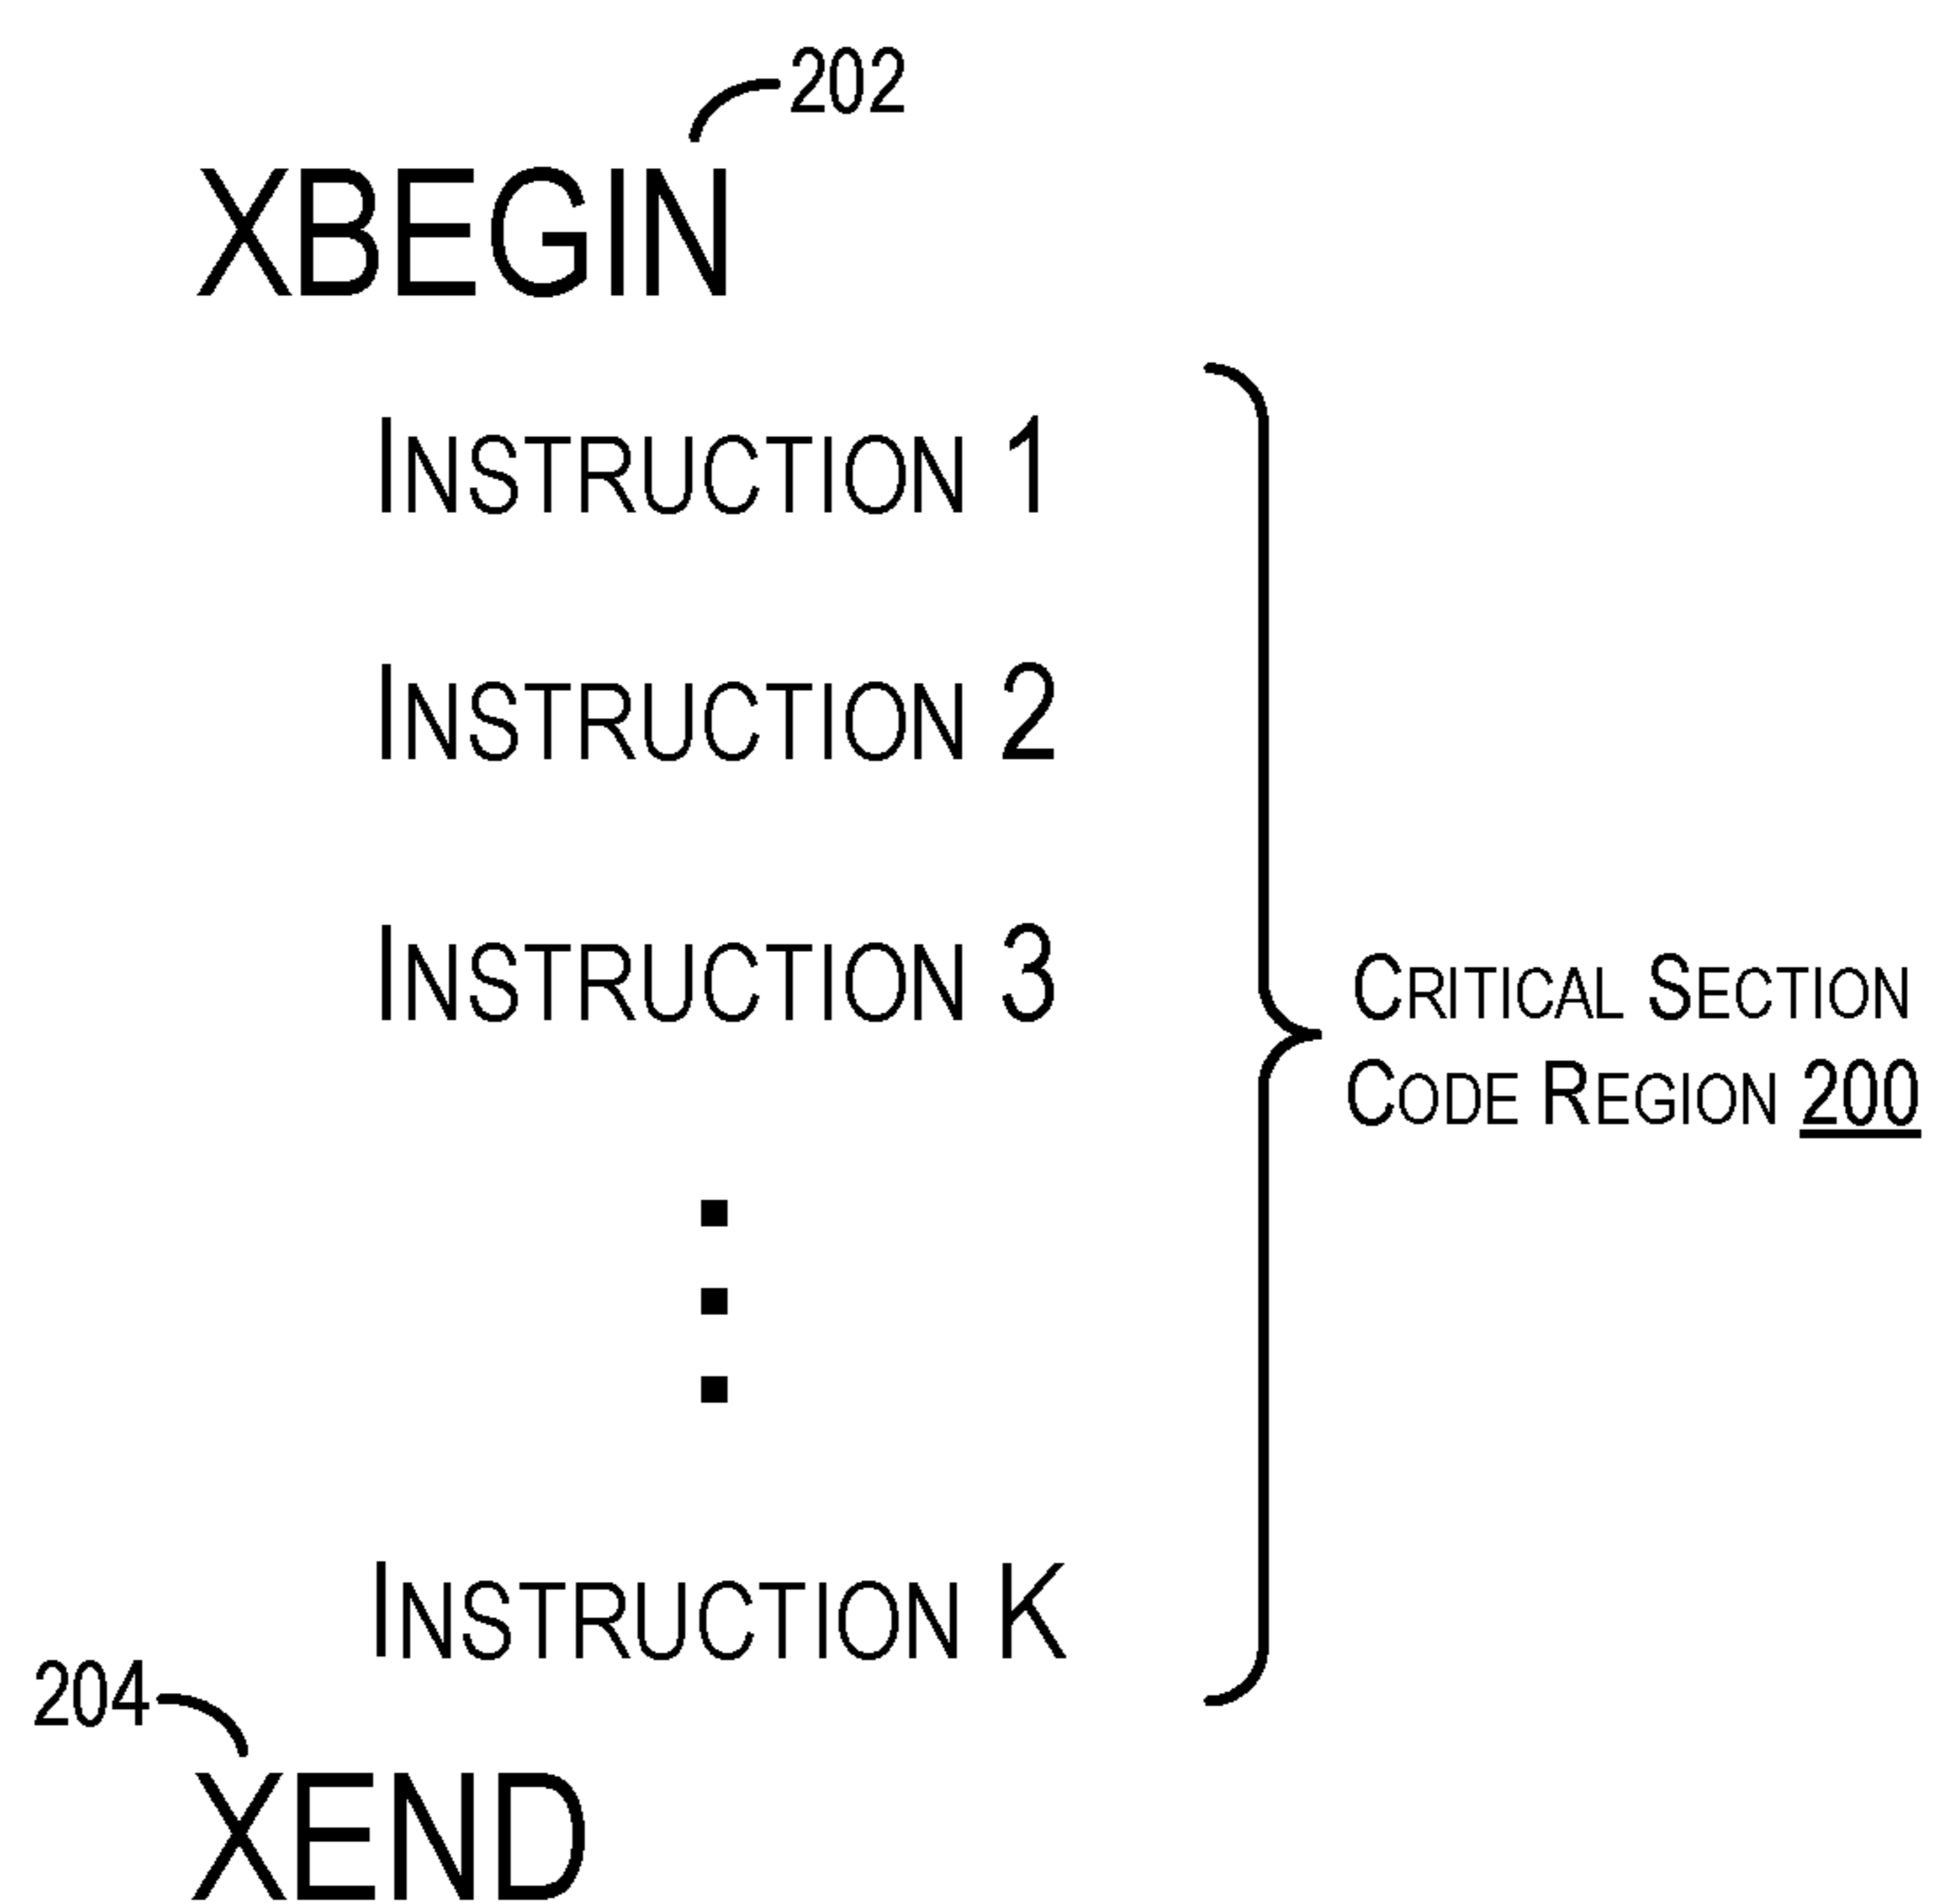 202
XBEGIN
INSTRUCTION 1
INSTRUCTION 2
INSTRUCTION 3
CRITICAL SECTION
CODE REGION 200
INSTRUCTION K
204
XEND